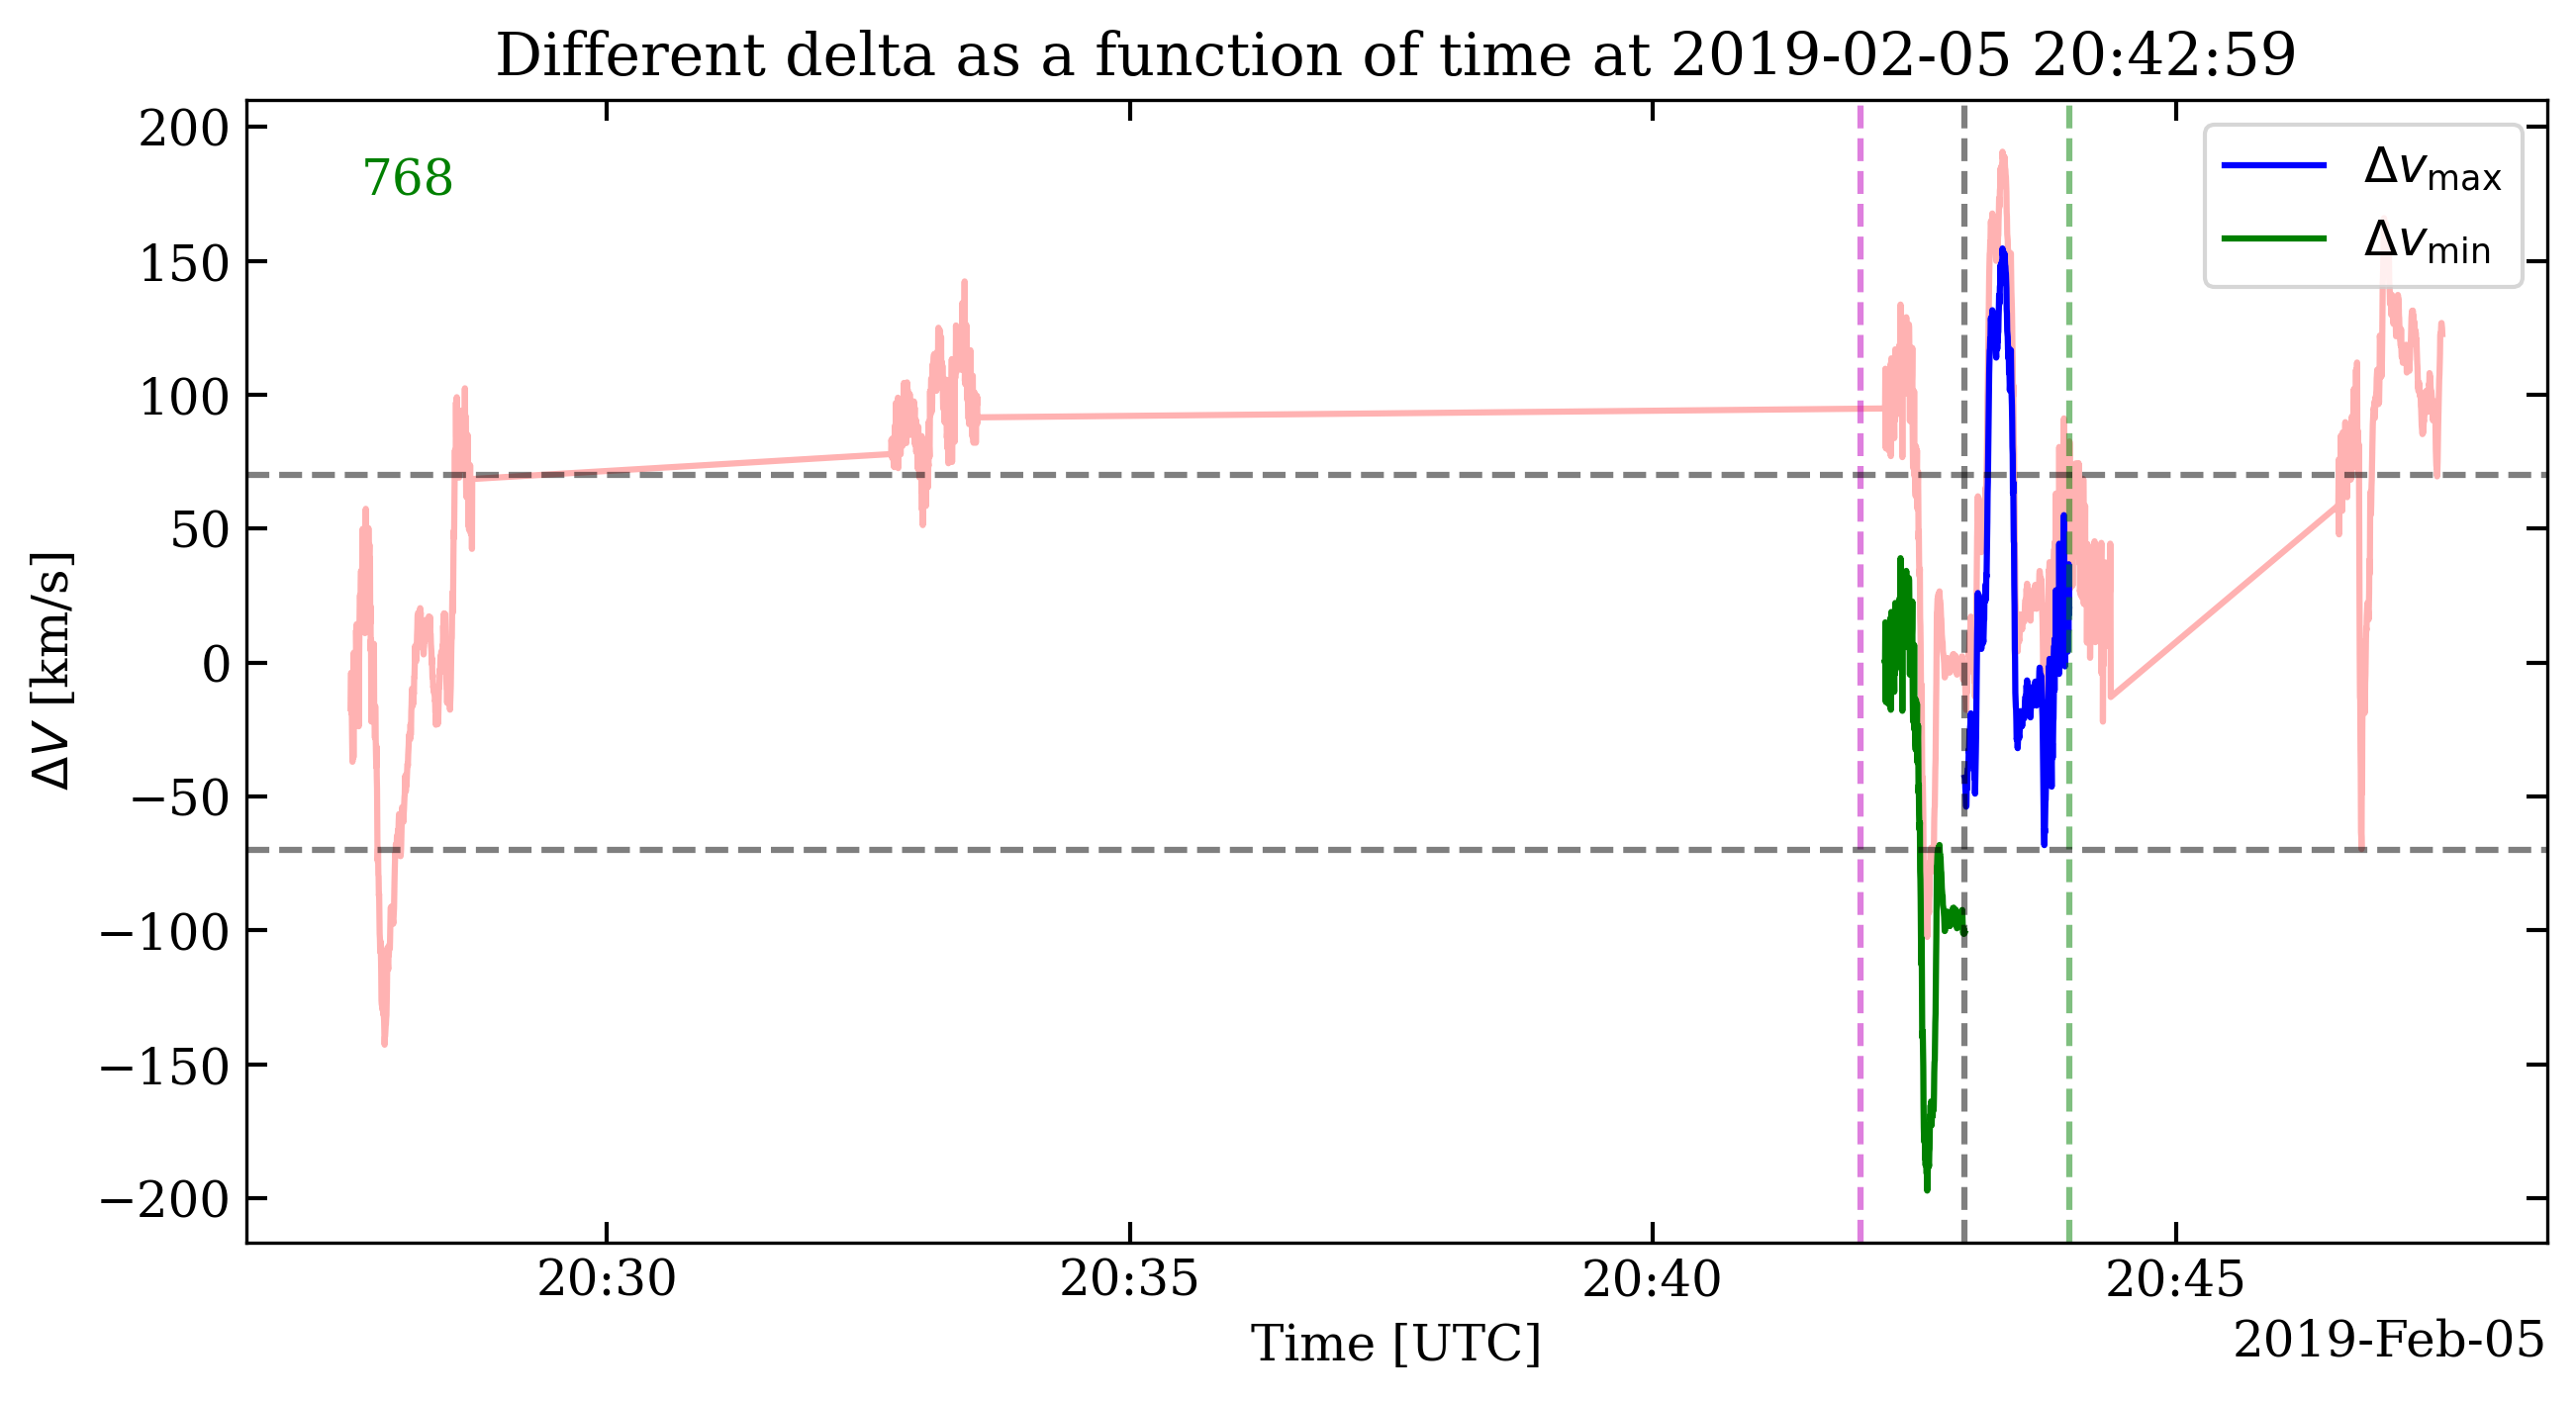 Different delta as a function of time at 2019-02-05 20:42:59
768
Δv_max
Δv_min
ΔV [km/s]
200
150
100
50
0
−50
−100
−150
−200
20:30
20:35
20:40
20:45
Time [UTC]
2019-Feb-05